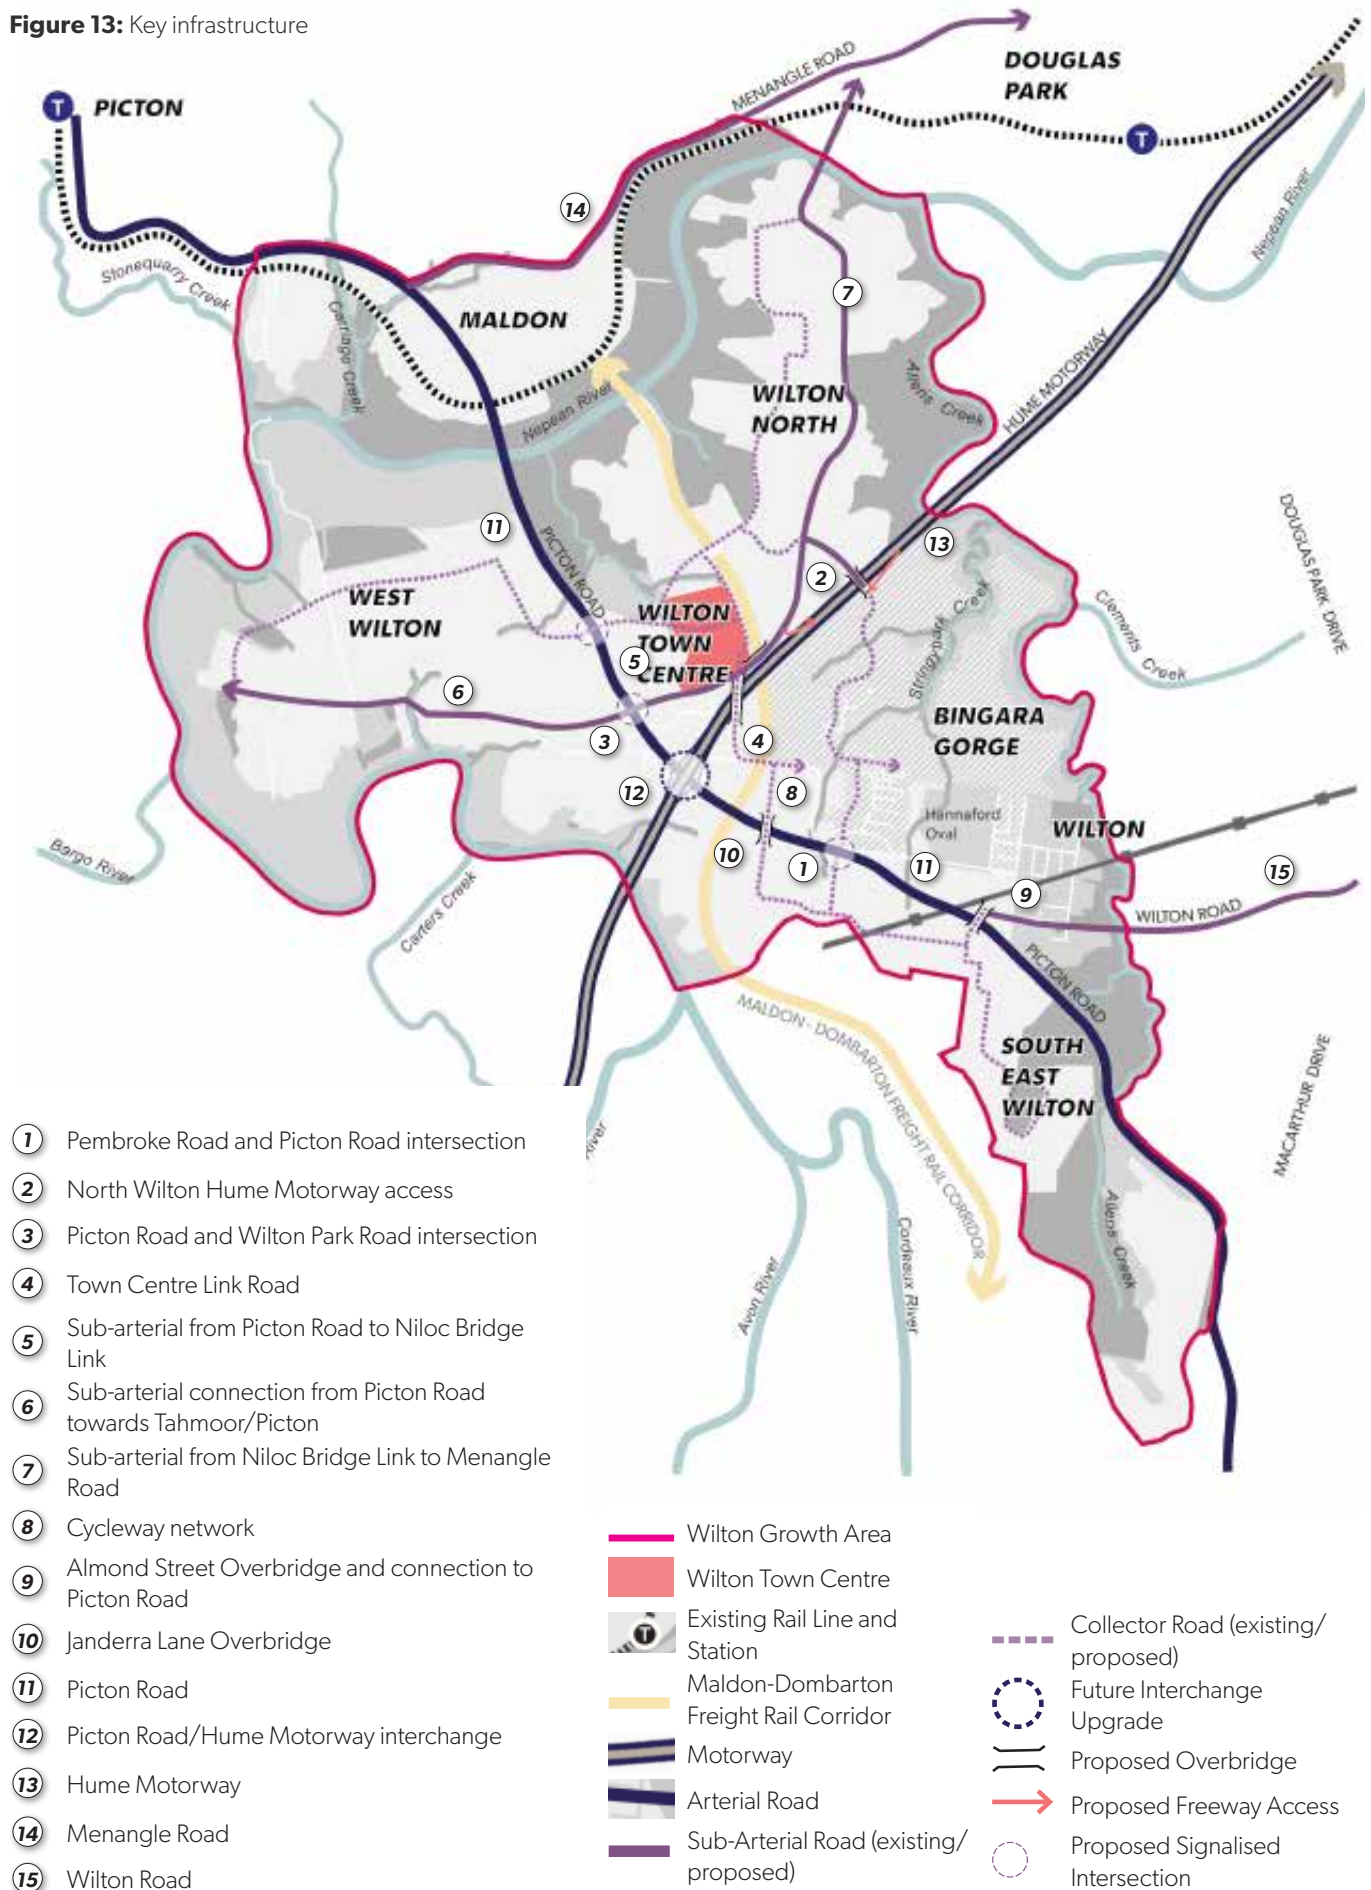 Figure 13: Key infrastructure
MENANGLE ROAD
DOUGLAS
PARK
T
PICTON
T
14
Nepean River
Stonequarry Creek
7
Carriage Creek
MALDON
HUME MOTORWAY
Allens Creek
WILTON
NORTH
Nepean River
11
PICTON ROAD
13
DOUGLAS PARK DRIVE
2
WEST
WILTON
WILTON
TOWN
CENTRE
Stringybark Creek
Clements Creek
5
6
BINGARA
GORGE
3
4
12
8
Hannaford
Oval
WILTON
Bargo River
10
1
11
9
15
WILTON ROAD
Carters Creek
PICTON ROAD
MALDON - DOMBARTON FREIGHT RAIL CORRIDOR
SOUTH
EAST
WILTON
MACARTHUR DRIVE
River
Allens Creek
Avon River
Cordeaux River
1 Pembroke Road and Picton Road intersection
2 North Wilton Hume Motorway access
3 Picton Road and Wilton Park Road intersection
4 Town Centre Link Road
5 Sub-arterial from Picton Road to Niloc Bridge
Link
6 Sub-arterial connection from Picton Road
towards Tahmoor/Picton
7 Sub-arterial from Niloc Bridge Link to Menangle
Road
8 Cycleway network
9 Almond Street Overbridge and connection to
Picton Road
10 Janderra Lane Overbridge
11 Picton Road
12 Picton Road/Hume Motorway interchange
13 Hume Motorway
14 Menangle Road
15 Wilton Road
Wilton Growth Area
Wilton Town Centre
T Existing Rail Line and
Station
Maldon-Dombarton
Freight Rail Corridor
Motorway
Arterial Road
Sub-Arterial Road (existing/
proposed)
Collector Road (existing/
proposed)
Future Interchange
Upgrade
Proposed Overbridge
Proposed Freeway Access
Proposed Signalised
Intersection